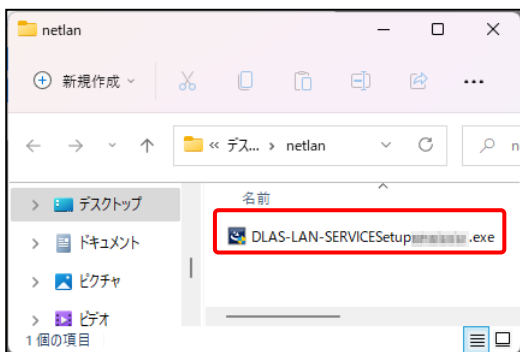 netlan
新規作成
デス... netlan
n
デスクトップ
ドキュメント
ピクチャ
ビデオ
名前
DLAS-LAN-SERVICESetup .exe
1 個の項目